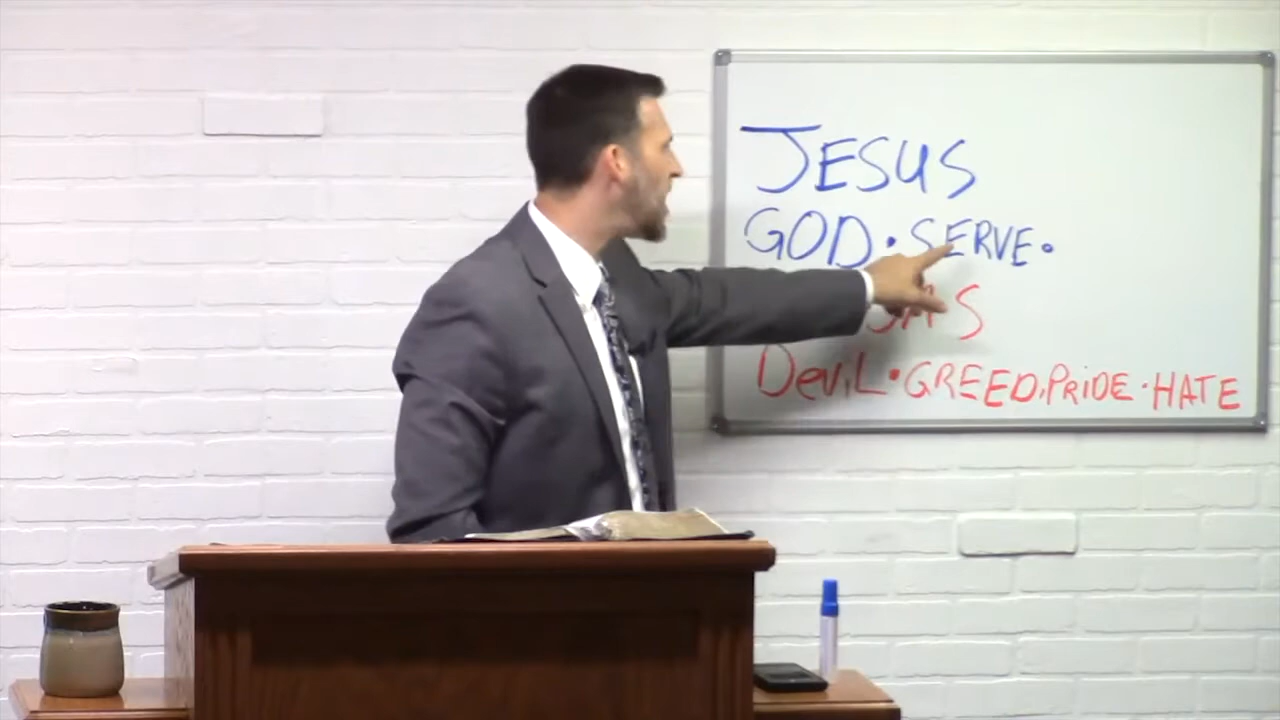 JESUS
GOD • SERVE •
DeviL • GREED • PRiDE • HATE